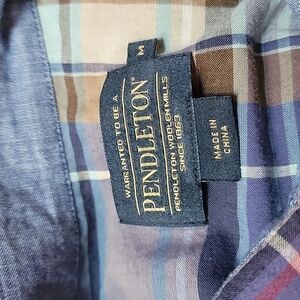 M
WARRANTED TO BE A
PENDLETON®
PENDLETON WOOLEN MILLS
SINCE 1863
MADE IN
CHINA